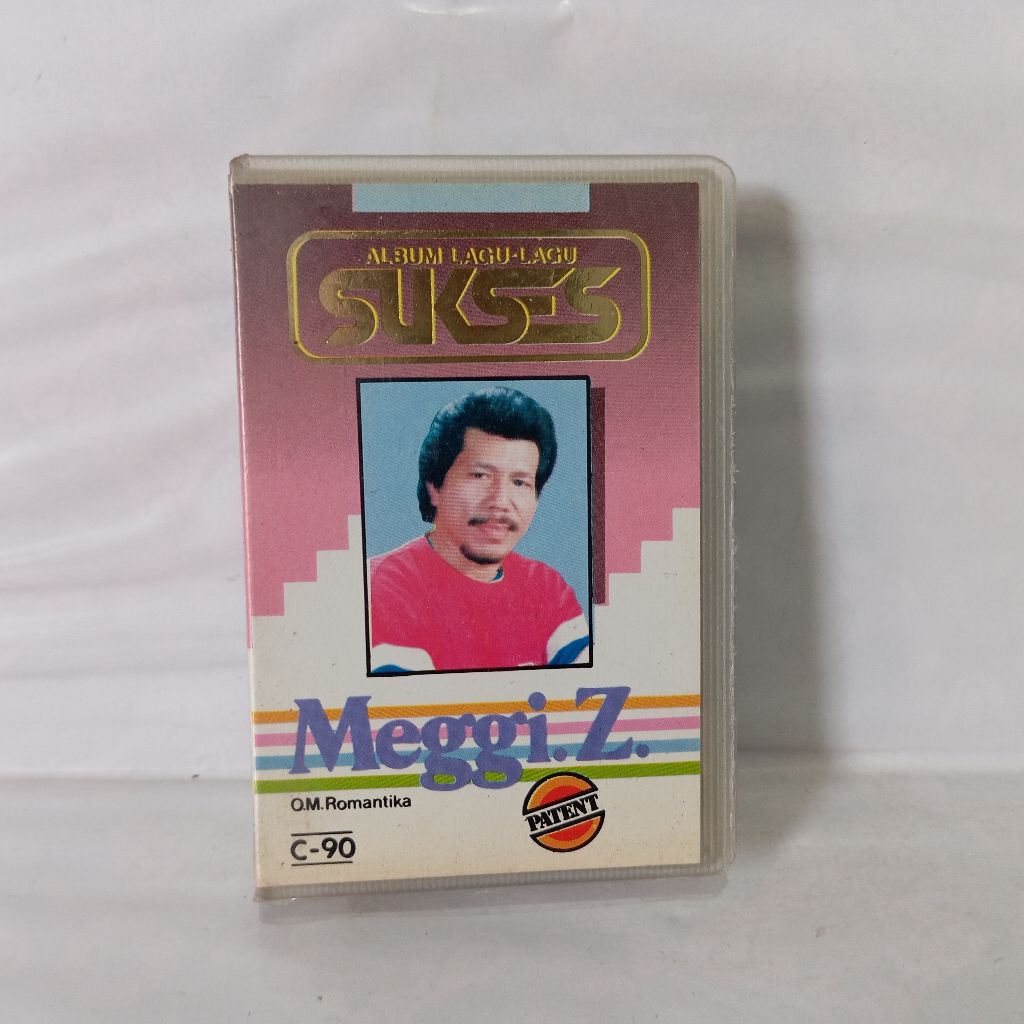 ALBUM LAGU-LAGU
SUKSES
Meggi.Z.
O.M.Romantika
PATENT
C-90